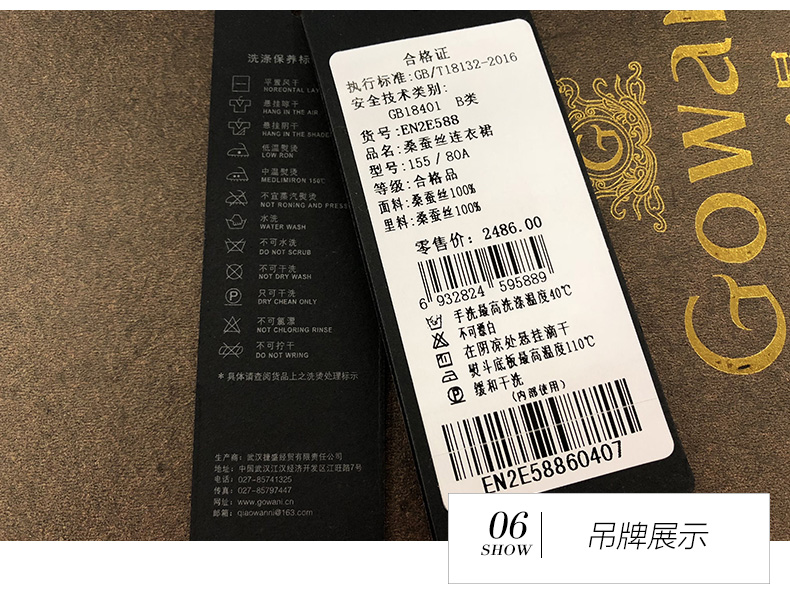 洗涤保养标
平置风干
HOREONTAL LAY
悬挂晾干
HANG IN THE AIR
悬挂阴干
HANG IN THE SHADE
低温熨烫
LOW RON
中温熨烫
MEDLIMIRON 150℃
不宜蒸汽熨烫
NOT RONING AND PRESS
水洗
WATER WASH
不可水洗
DO NOT SCRUB
不可干洗
NOT DRY WASH
只可干洗
DRY CHEAN ONLY
不可氯漂
NOT CHLORING RINSE
不可拧干
DO NOT WRING
*具体请查阅货品上之洗烫处理标示
生产商：武汉捷盛经贸有限责任公司
地址：中国武汉江汉经济开发区江旺路7号
电话：027-85741325
传真：027-85797447
网址：www.gowani.cn
邮箱：qiaowanni@163.com
合格证
执行标准:GB/T18132-2016
安全技术类别:
GB18401 B类
货号:EN2E588
品名:桑蚕丝连衣裙
型号:155/80A
等级:合格品
面料:桑蚕丝100%
里料:桑蚕丝100%
零售价: 2486.00
6 932824 595889
手洗最高洗涤温度40℃
不可漂白
在阴凉处悬挂滴干
熨斗底板最高温度110℃
缓和干洗
(内部使用)
EN2E58860407
G
Gowan
06
SHOW
吊牌展示